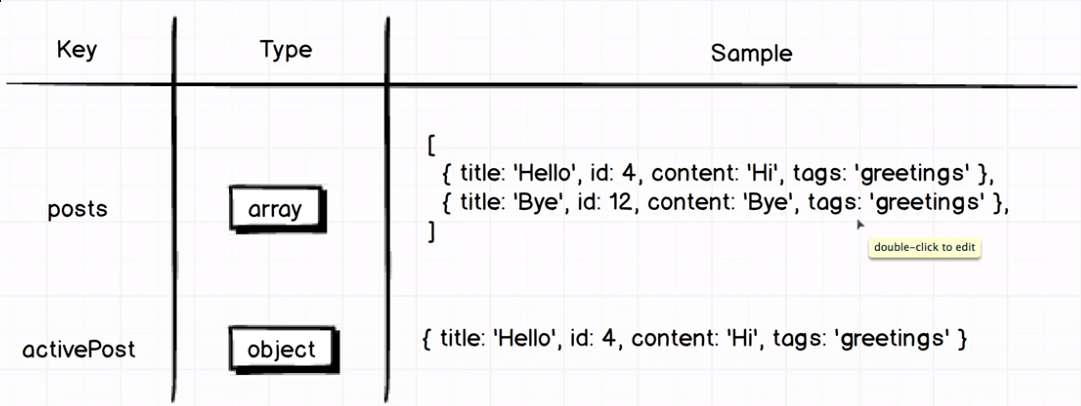 Key Type Sample
[
{ title: 'Hello', id: 4, content: 'Hi', tags: 'greetings' },
posts array { title: 'Bye', id: 12, content: 'Bye', tags: 'greetings' },
]
double-click to edit
activePost object { title: 'Hello', id: 4, content: 'Hi', tags: 'greetings' }